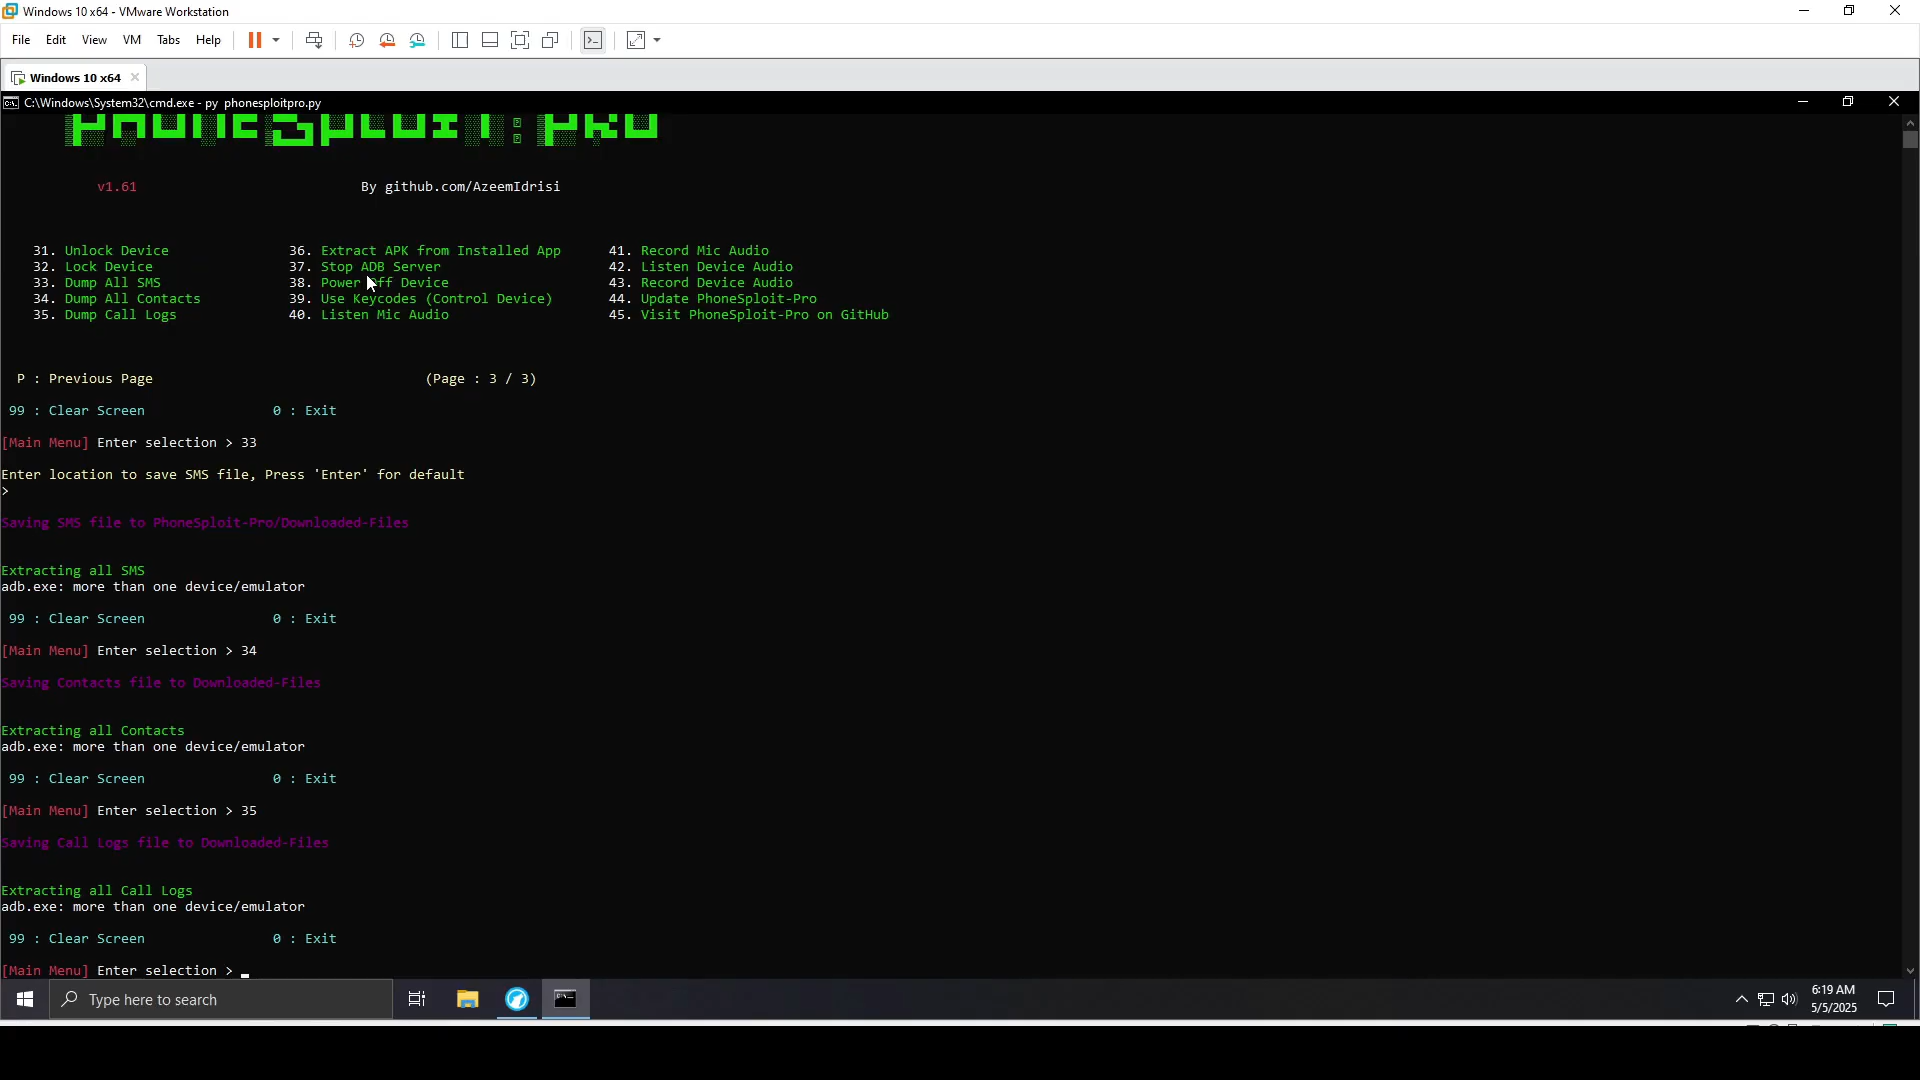 Windows 10 x64 - VMware Workstation
File Edit View VM Tabs Help
Windows 10 x64
C:\Windows\System32\cmd.exe - py phonesploitpro.py
v1.61 By github.com/AzeemIdrisi
31. Unlock Device 36. Extract APK from Installed App 41. Record Mic Audio
32. Lock Device 37. Stop ADB Server 42. Listen Device Audio
33. Dump All SMS 38. Power Off Device 43. Record Device Audio
34. Dump All Contacts 39. Use Keycodes (Control Device) 44. Update PhoneSploit-Pro
35. Dump Call Logs 40. Listen Mic Audio 45. Visit PhoneSploit-Pro on GitHub
P : Previous Page (Page : 3 / 3)
99 : Clear Screen 0 : Exit
[Main Menu] Enter selection > 33
Enter location to save SMS file, Press 'Enter' for default
>
Saving SMS file to PhoneSploit-Pro/Downloaded-Files
Extracting all SMS
adb.exe: more than one device/emulator
99 : Clear Screen 0 : Exit
[Main Menu] Enter selection > 34
Saving Contacts file to Downloaded-Files
Extracting all Contacts
adb.exe: more than one device/emulator
99 : Clear Screen 0 : Exit
[Main Menu] Enter selection > 35
Saving Call Logs file to Downloaded-Files
Extracting all Call Logs
adb.exe: more than one device/emulator
99 : Clear Screen 0 : Exit
[Main Menu] Enter selection > _
Type here to search
6:19 AM
5/5/2025